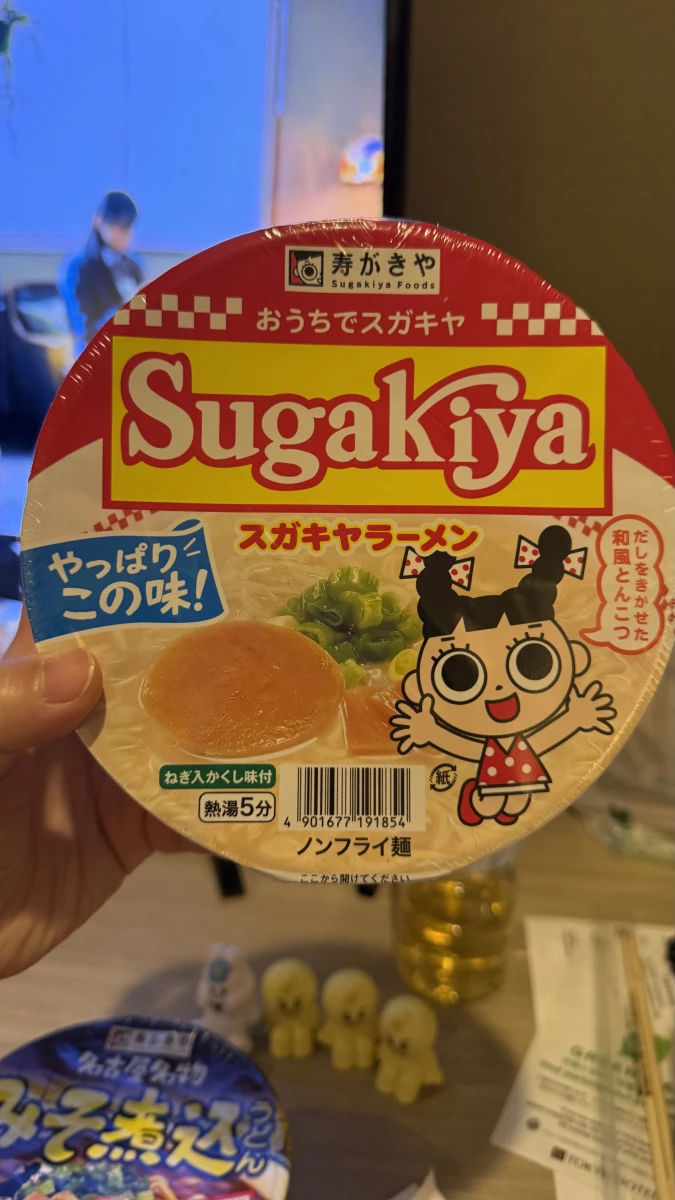 寿がきや
Sugakiya Foods
おうちでスガキヤ
Sugakiya
スガキヤラーメン
やっぱり
この味!
だしをきかせた
和風とんこつ
ねぎ入かくし味付
熱湯5分
紙
4 901677 191854
ノンフライ麺
ここから開けてください
寿がきや
名古屋名物
みそ煮込
うどん